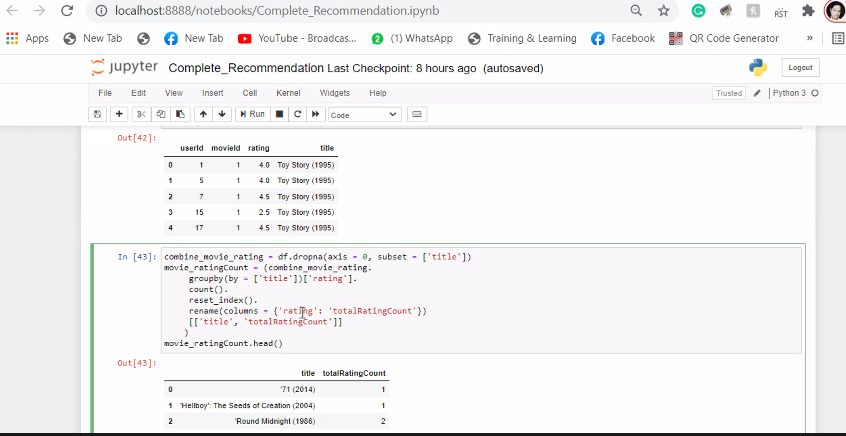 localhost:8888/notebooks/Complete_Recommendation.ipynb
Apps New Tab New Tab YouTube - Broadcas... (1) WhatsApp Training & Learning Facebook QR Code Generator »
jupyter Complete_Recommendation Last Checkpoint: 8 hours ago (autosaved) Logout
File Edit View Insert Cell Kernel Widgets Help Trusted Python 3
Run Code
Out[42]:
userId movieId rating title
0 1 1 4.0 Toy Story (1995)
1 5 1 4.0 Toy Story (1995)
2 7 1 4.5 Toy Story (1995)
3 15 1 2.5 Toy Story (1995)
4 17 1 4.5 Toy Story (1995)
In [43]: combine_movie_rating = df.dropna(axis = 0, subset = ['title'])
movie_ratingCount = (combine_movie_rating.
groupby(by = ['title'])['rating'].
count().
reset_index().
rename(columns = {'rating': 'totalRatingCount'})
[['title', 'totalRatingCount']]
)
movie_ratingCount.head()
Out[43]:
title totalRatingCount
0 '71 (2014) 1
1 'Hellboy': The Seeds of Creation (2004) 1
2 'Round Midnight (1986) 2